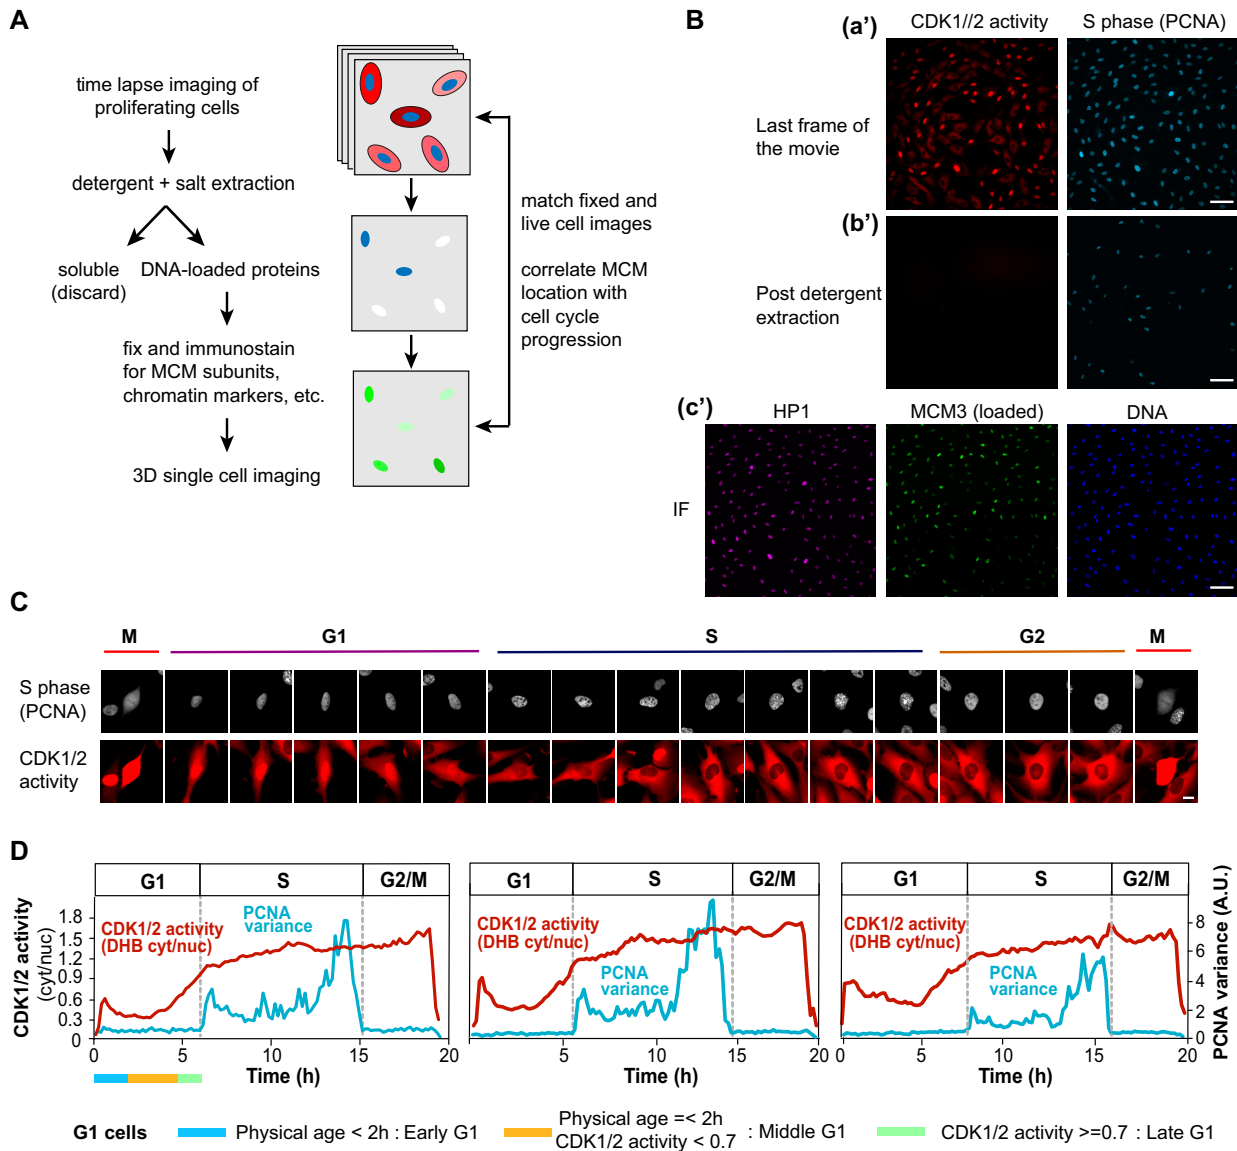 A
time lapse imaging of
proliferating cells
detergent + salt extraction
soluble
(discard)
DNA-loaded proteins
fix and immunostain
for MCM subunits,
chromatin markers, etc.
3D single cell imaging
match fixed and
live cell images
correlate MCM
location with
cell cycle
progression
B
(a')
CDK1//2 activity
S phase (PCNA)
Last frame of
the movie
(b')
Post detergent
extraction
(c')
HP1
MCM3 (loaded)
DNA
IF
C
M
G1
S
G2
M
S phase
(PCNA)
CDK1/2
activity
D
G1
S
G2/M
G1
S
G2/M
G1
S
G2/M
CDK1/2 activity
(cyt/nuc)
1.8
1.5
1.2
0.9
0.6
0.3
0
CDK1/2 activity
(DHB cyt/nuc)
PCNA
variance
CDK1/2 activity
(DHB cyt/nuc)
PCNA
variance
CDK1/2 activity
(DHB cyt/nuc)
PCNA
variance
8
6
4
2
0
PCNA variance (A.U.)
0
5
10
15
20
5
10
15
20
0
5
10
15
20
Time (h)
Time (h)
Time (h)
G1 cells
Physical age < 2h : Early G1
Physical age =< 2h
CDK1/2 activity < 0.7
: Middle G1
CDK1/2 activity >=0.7 : Late G1